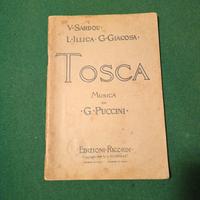 V. SARDOU
L. ILLICA - G. GIACOSA
TOSCA
MUSICA
DI
G. PUCCINI
EDIZIONI RICORDI